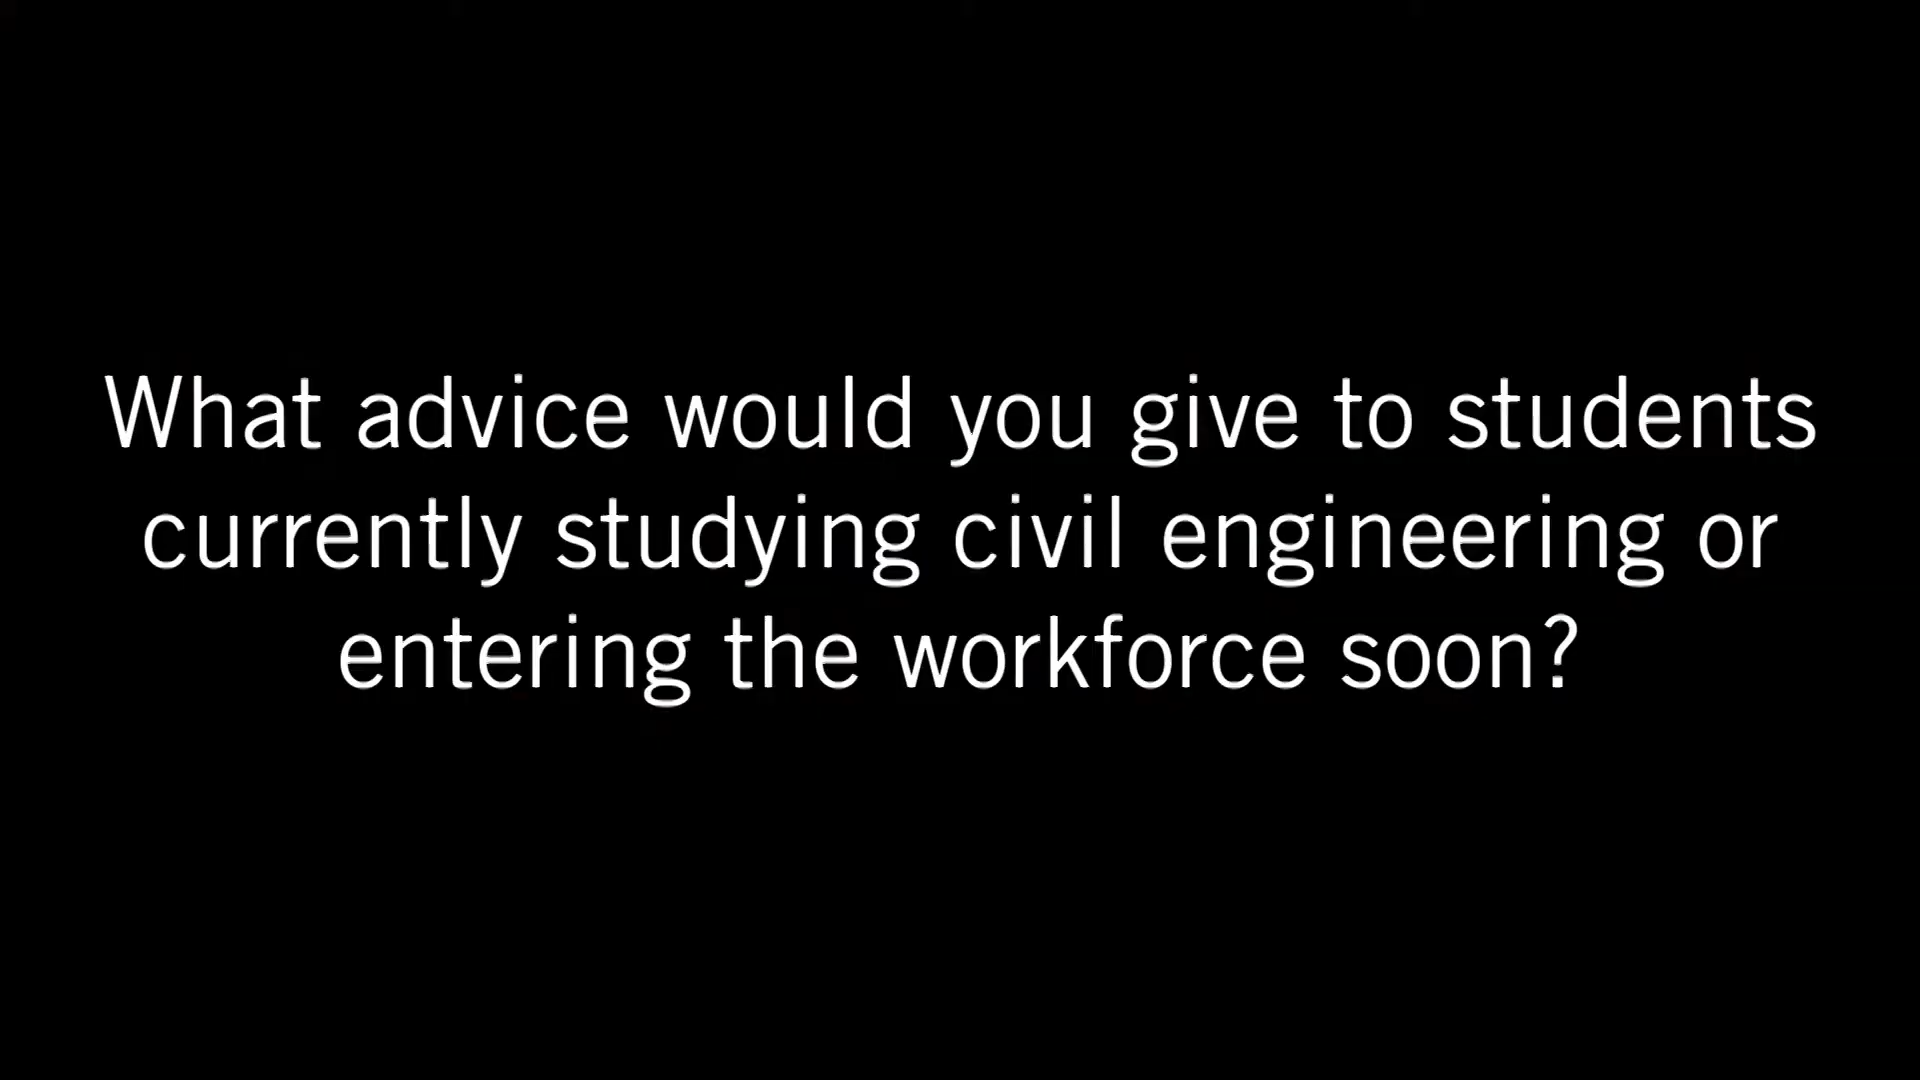 What advice would you give to students
currently studying civil engineering or
entering the workforce soon?